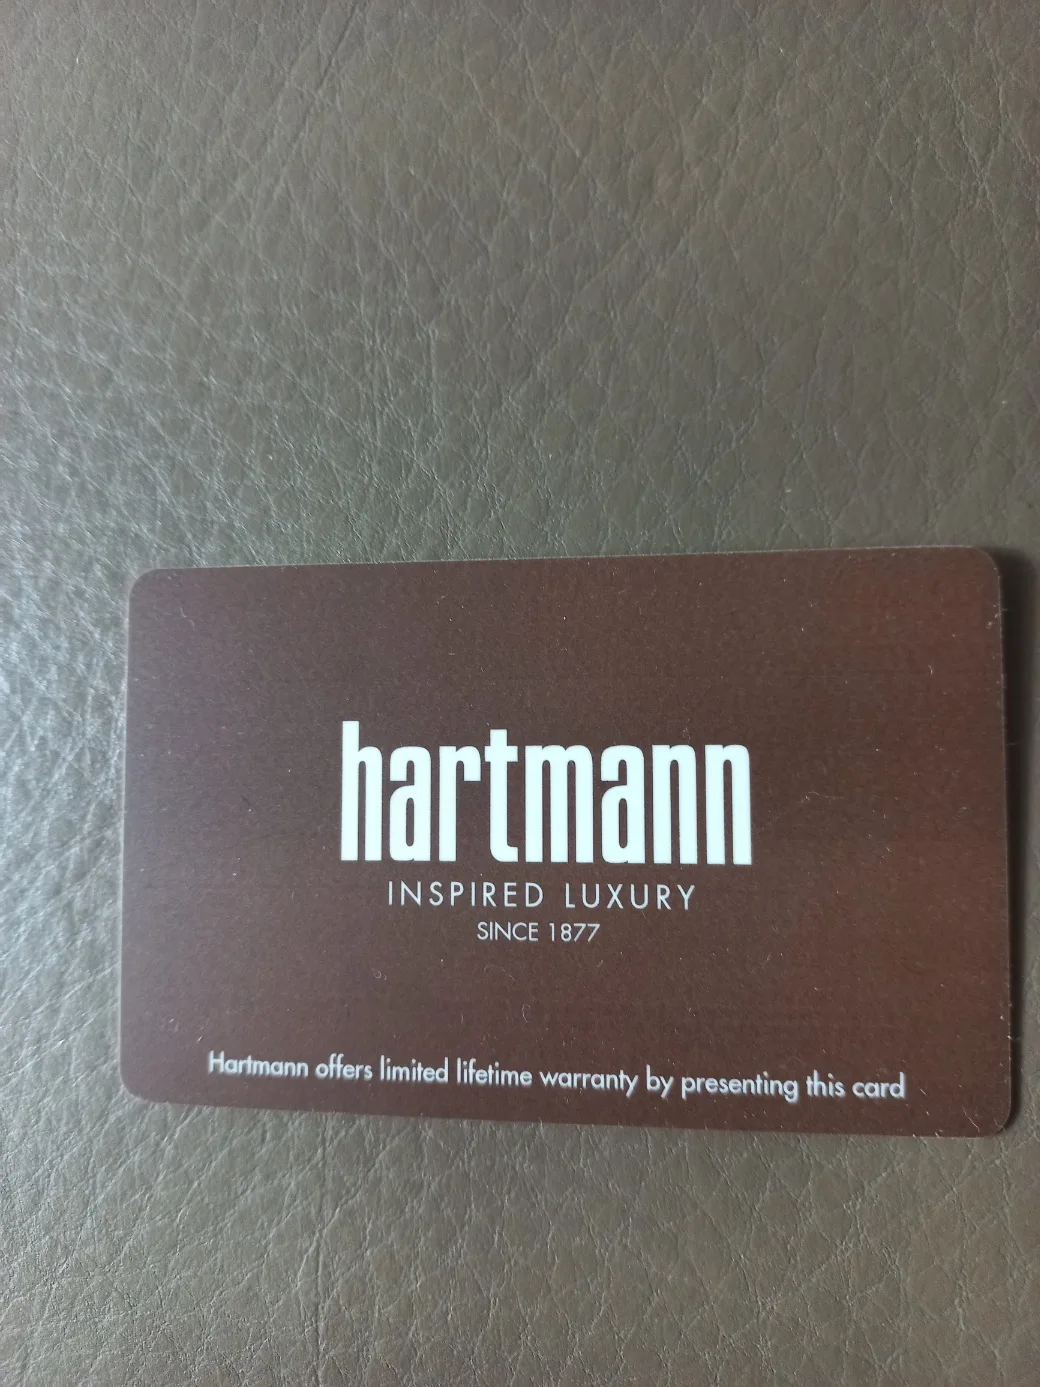 hartmann
INSPIRED LUXURY
SINCE 1877
Hartmann offers limited lifetime warranty by presenting this card